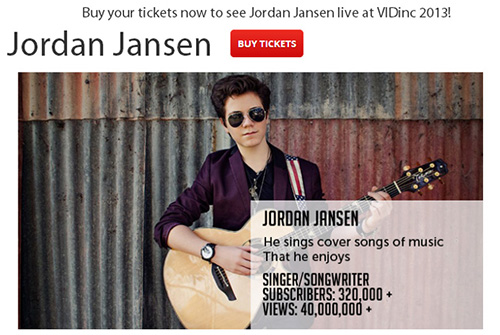 Buy your tickets now to see Jordan Jansen live at VIDinc 2013!
Jordan Jansen
BUY TICKETS
JORDAN JANSEN
He sings cover songs of music
That he enjoys
SINGER/SONGWRITER
SUBSCRIBERS: 320,000 +
VIEWS: 40,000,000 +